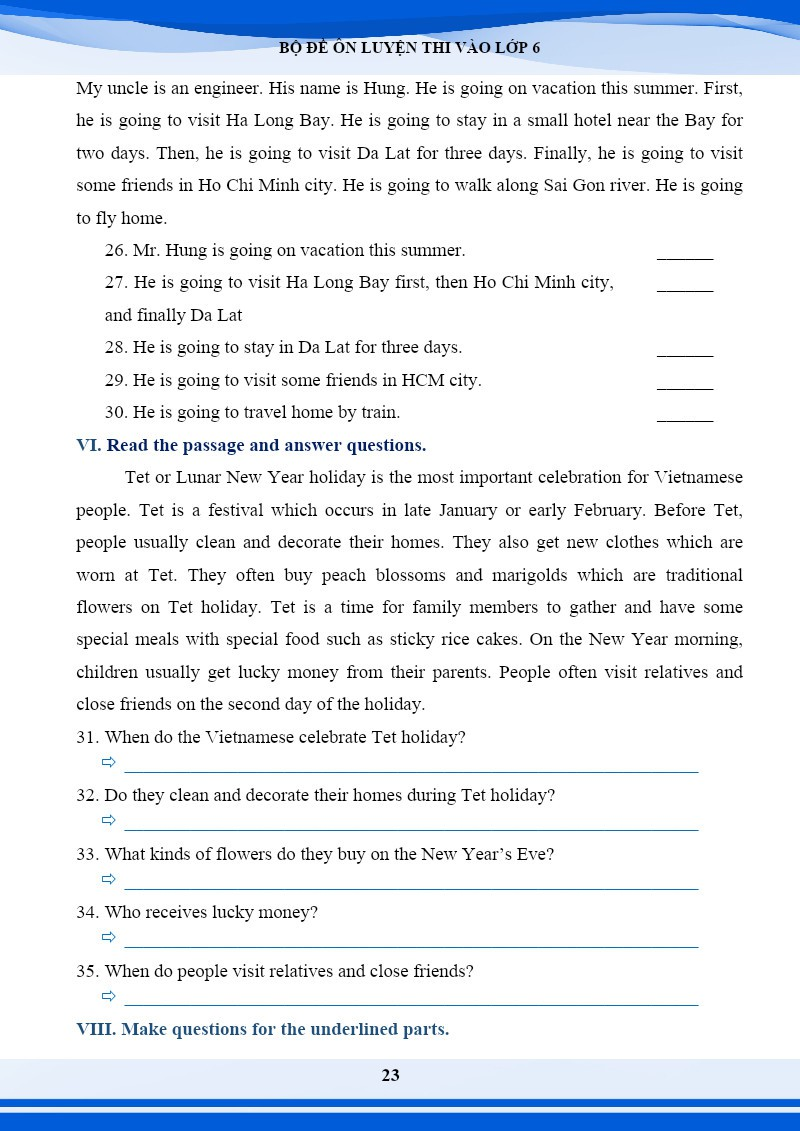 BỘ ĐỀ ÔN LUYỆN THI VÀO LỚP 6
My uncle is an engineer. His name is Hung. He is going on vacation this summer. First,
he is going to visit Ha Long Bay. He is going to stay in a small hotel near the Bay for
two days. Then, he is going to visit Da Lat for three days. Finally, he is going to visit
some friends in Ho Chi Minh city. He is going to walk along Sai Gon river. He is going
to fly home.
26. Mr. Hung is going on vacation this summer. ______
27. He is going to visit Ha Long Bay first, then Ho Chi Minh city, ______
and finally Da Lat
28. He is going to stay in Da Lat for three days. ______
29. He is going to visit some friends in HCM city. ______
30. He is going to travel home by train. ______
VI. Read the passage and answer questions.
Tet or Lunar New Year holiday is the most important celebration for Vietnamese
people. Tet is a festival which occurs in late January or early February. Before Tet,
people usually clean and decorate their homes. They also get new clothes which are
worn at Tet. They often buy peach blossoms and marigolds which are traditional
flowers on Tet holiday. Tet is a time for family members to gather and have some
special meals with special food such as sticky rice cakes. On the New Year morning,
children usually get lucky money from their parents. People often visit relatives and
close friends on the second day of the holiday.
31. When do the Vietnamese celebrate Tet holiday?
⇨ ______
32. Do they clean and decorate their homes during Tet holiday?
⇨ ______
33. What kinds of flowers do they buy on the New Year's Eve?
⇨ ______
34. Who receives lucky money?
⇨ ______
35. When do people visit relatives and close friends?
⇨ ______
VIII. Make questions for the underlined parts.
23